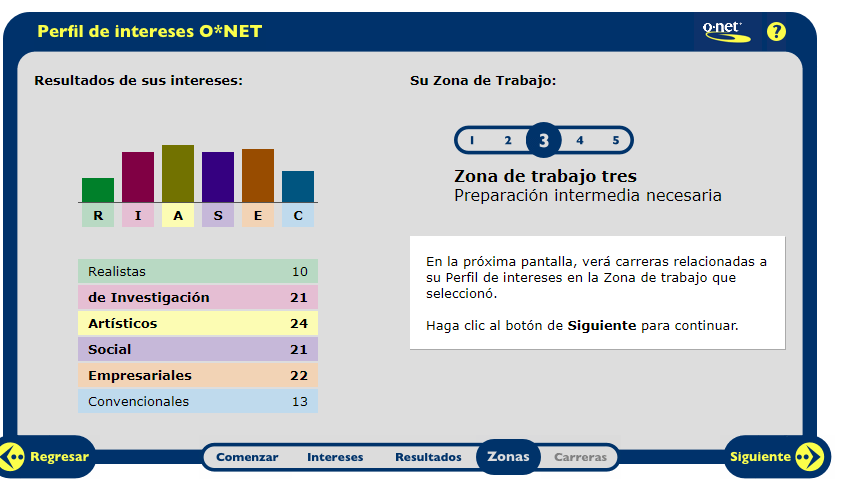 Perfil de intereses O*NET
o·net
?
Resultados de sus intereses:
R I A S E C
Realistas 10
de Investigación 21
Artísticos 24
Social 21
Empresariales 22
Convencionales 13
Su Zona de Trabajo:
1 2 3 4 5
Zona de trabajo tres
Preparación intermedia necesaria
En la próxima pantalla, verá carreras relacionadas a
su Perfil de intereses en la Zona de trabajo que
seleccionó.
Haga clic al botón de Siguiente para continuar.
Regresar
Comenzar Intereses Resultados Zonas Carreras
Siguiente